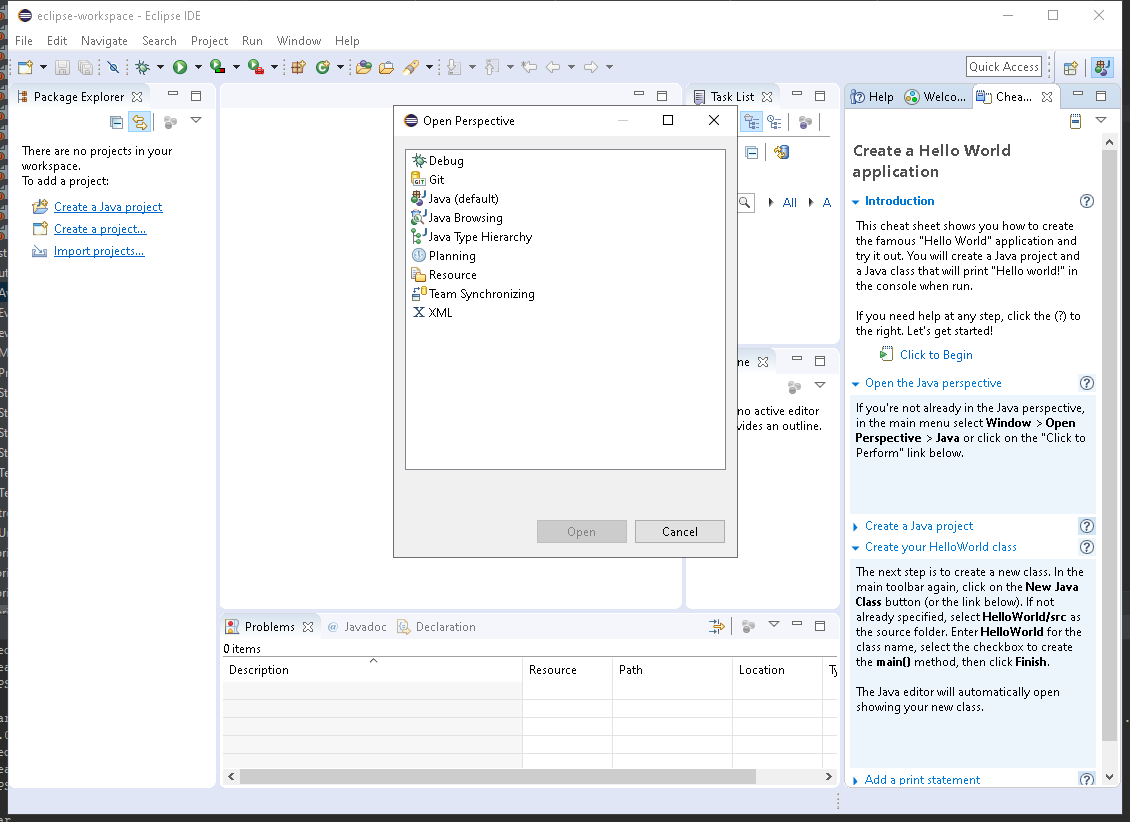 eclipse-workspace - Eclipse IDE
File Edit Navigate Search Project Run Window Help
Quick Access
Package Explorer
There are no projects in your
workspace.
To add a project:
Create a Java project
Create a project...
Import projects...
Task List
All
A
Open Perspective
Debug
Git
Java (default)
Java Browsing
Java Type Hierarchy
Planning
Resource
Team Synchronizing
XML
Open Cancel
ne
no active editor
vides an outline.
Help Welco... Chea...
Create a Hello World
application
Introduction
This cheat sheet shows you how to create
the famous "Hello World" application and
try it out. You will create a Java project and
a Java class that will print "Hello world!" in
the console when run.
If you need help at any step, click the (?) to
the right. Let's get started!
Click to Begin
Open the Java perspective
If you're not already in the Java perspective,
in the main menu select Window > Open
Perspective > Java or click on the "Click to
Perform" link below.
Create a Java project
Create your HelloWorld class
The next step is to create a new class. In the
main toolbar again, click on the New Java
Class button (or the link below). If not
already specified, select HelloWorld/src as
the source folder. Enter HelloWorld for the
class name, select the checkbox to create
the main() method, then click Finish.
The Java editor will automatically open
showing your new class.
Add a print statement
Problems @ Javadoc Declaration
0 items
Description Resource Path Location Ty